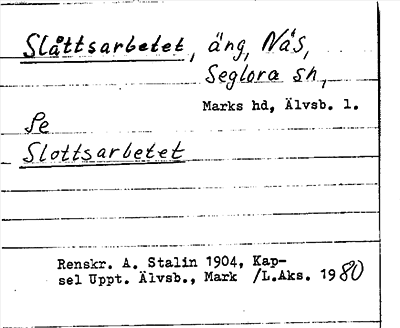 Slåttsarbetet, äng, Näs,
Seglora sn,
Marks hd, Älvsb. l.
Se
Slottsarbetet
Renskr. A. Stalin 1904, Kap-
sel Uppt. Älvsb., Mark /L.Aks. 1980